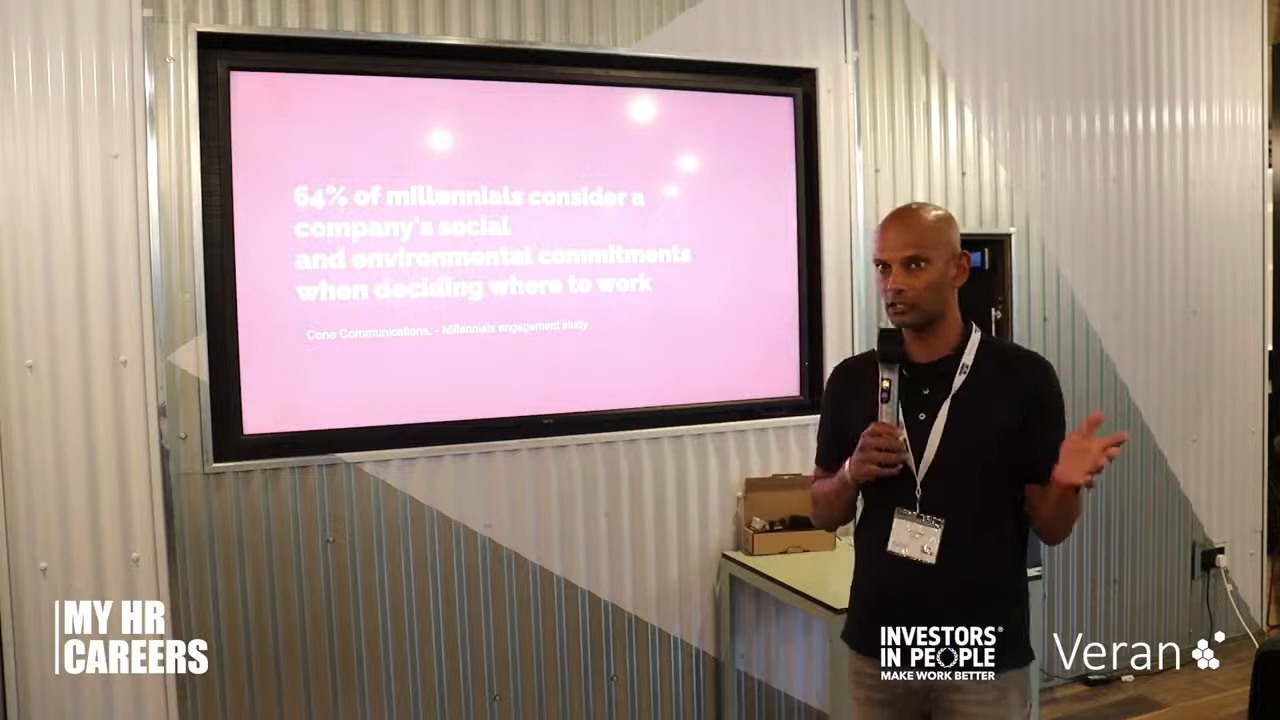 64% of millennials consider a
company's social
and environmental commitments
when deciding where to work
Cone Communications. - Millennials engagement study
MY HR
CAREERS
INVESTORS®
IN PEOPLE
MAKE WORK BETTER
Veran